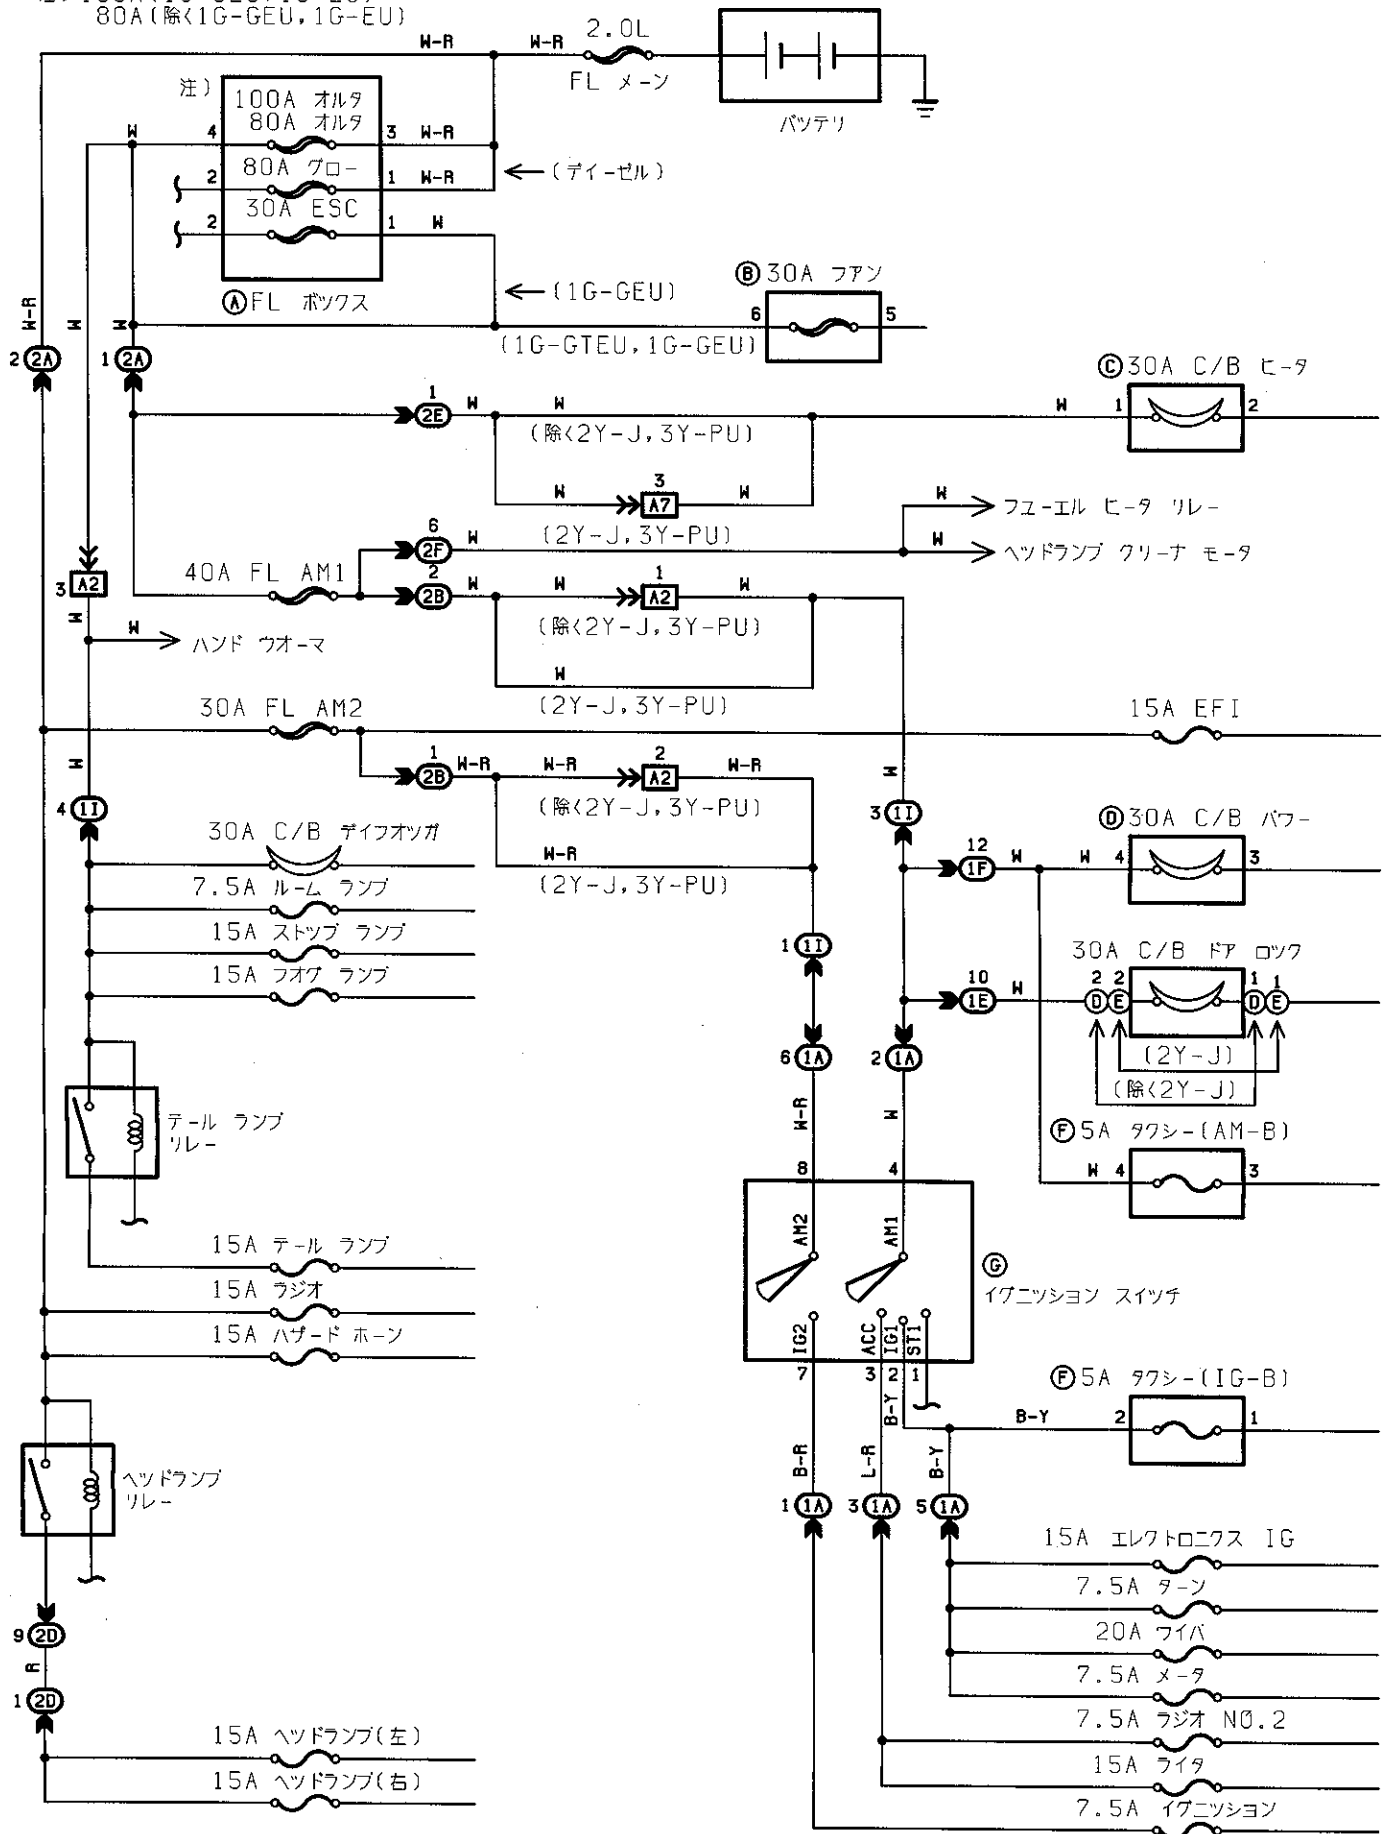 80A(除く1G-GEU,1G-EU)
W-R
W-R
2.0L
FL メーン
バツテリ
注)
100A オルタ
80A オルタ
W
4
3
W-R
80A グロー
2
1
W-R
(デイーゼル)
30A ESC
2
1
W
Ⓐ FL ボツクス
(1G-GEU)
Ⓑ 30A フアン
6
5
(1G-GTEU,1G-GEU)
W-R
W
W
2 2A
1 2A
Ⓒ 30A C/B ヒータ
1
2E
W
W
W
1
2
(除く2Y-J,3Y-PU)
W
3
A7
W
(2Y-J,3Y-PU)
W
フユーエル ヒータ リレー
6
2F
W
W
ヘツドランプ クリーナ モータ
40A FL AM1
2
2B
W
W
1
A2
W
(除く2Y-J,3Y-PU)
3 A2
W
W
ハンド ウオーマ
W
(2Y-J,3Y-PU)
30A FL AM2
15A EFI
1
2B
W-R
W-R
2
A2
W-R
(除く2Y-J,3Y-PU)
W
W
4 1I
3 1I
30A C/B デイフオツガ
W-R
(2Y-J,3Y-PU)
7.5A ルーム ランプ
15A ストツプ ランプ
15A フオグ ランプ
Ⓓ 30A C/B パワー
12
1F
W
W
4
3
1 1I
30A C/B ドア ロツク
10
1E
W
2 2
D E
1 1
D E
(2Y-J)
(除く2Y-J)
6 1A
2 1A
W-R
W
Ⓕ 5A タクシー(AM-B)
W
4
3
テール ランプ
リレー
8
4
AM2
AM1
Ⓖ
イグニツシヨン スイツチ
IG2
ACC
IG1
ST1
7
3
2
1
15A テール ランプ
15A ラジオ
15A ハザード ホーン
Ⓕ 5A タクシー(IG-B)
B-Y
2
1
B-R
L-R
B-Y
B-Y
1 1A
3 1A
5 1A
ヘツドランプ
リレー
15A エレクトロニクス IG
7.5A ターン
20A ワイパ
7.5A メータ
7.5A ラジオ NO.2
15A ライタ
7.5A イグニツシヨン
9 2D
R
1 2D
15A ヘツドランプ(左)
15A ヘツドランプ(右)